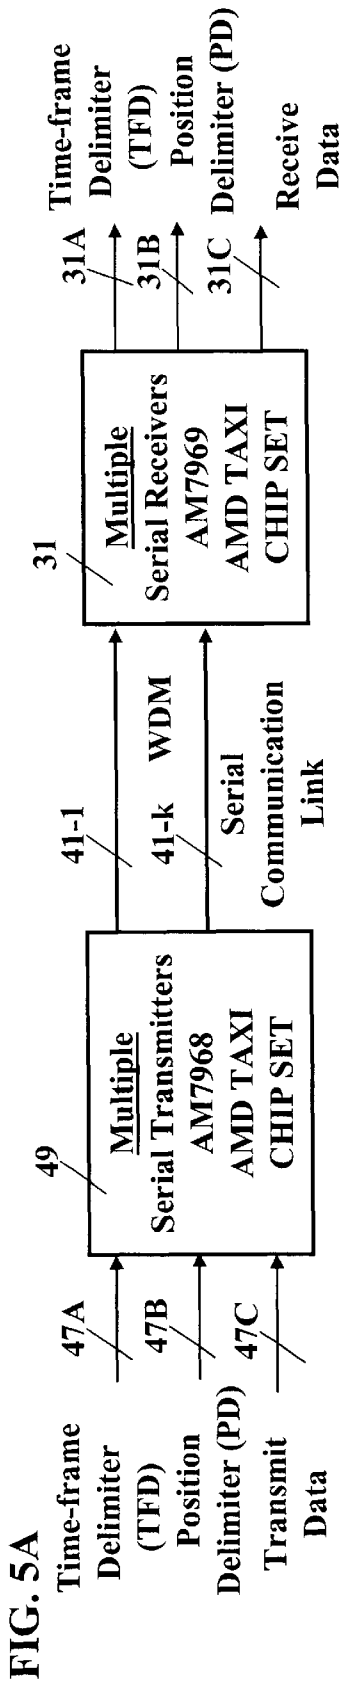 FIG. 5A
Time-frame
Delimiter
(TFD)
Position
Delimiter (PD)
Transmit
Data
47A
47B
47C
49
Multiple
Serial Transmitters
AM7968
AMD TAXI
CHIP SET
41-1
41-k
WDM
Serial
Communication
Link
31
Multiple
Serial Receivers
AM7969
AMD TAXI
CHIP SET
31A
31B
31C
Time-frame
Delimiter
(TFD)
Position
Delimiter (PD)
Receive
Data